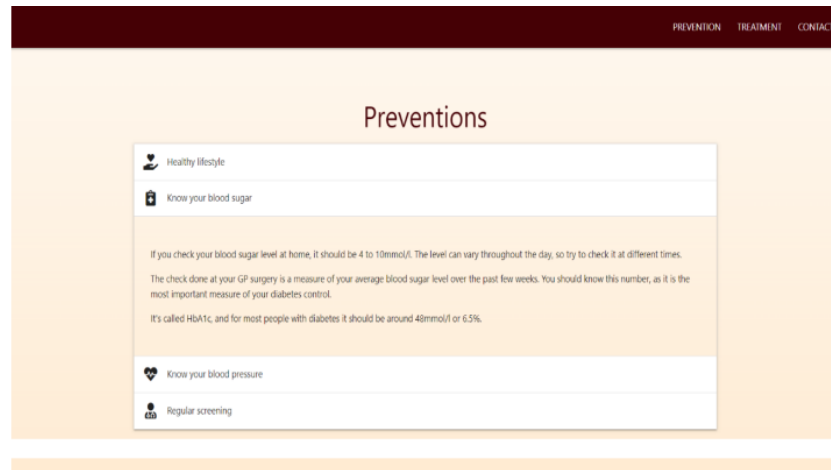 PREVENTION TREATMENT CONTAC
Preventions
Healthy lifestyle
Know your blood sugar
If you check your blood sugar level at home, it should be 4 to 10mmol/l. The level can vary throughout the day, so try to check it at different times.
The check done at your GP surgery is a measure of your average blood sugar level over the past few weeks. You should know this number, as it is the
most important measure of your diabetes control.
It's called HbA1c, and for most people with diabetes it should be around 48mmol/l or 6.5%.
Know your blood pressure
Regular screening